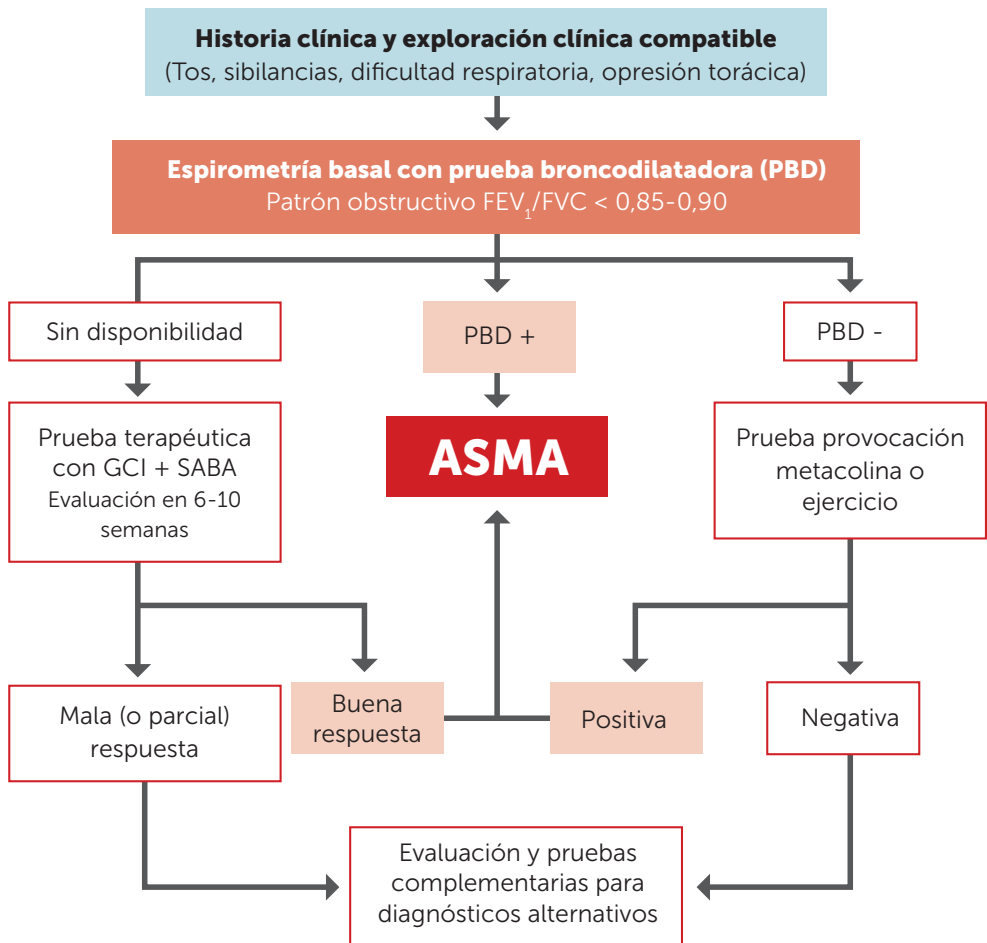 Historia clínica y exploración clínica compatible
(Tos, sibilancias, dificultad respiratoria, opresión torácica)
Espirometría basal con prueba broncodilatadora (PBD)
Patrón obstructivo FEV₁/FVC < 0,85-0,90
Sin disponibilidad
PBD +
PBD -
Prueba terapéutica
con GCI + SABA
Evaluación en 6-10
semanas
ASMA
Prueba provocación
metacolina o
ejercicio
Mala (o parcial)
respuesta
Buena
respuesta
Positiva
Negativa
Evaluación y pruebas
complementarias para
diagnósticos alternativos